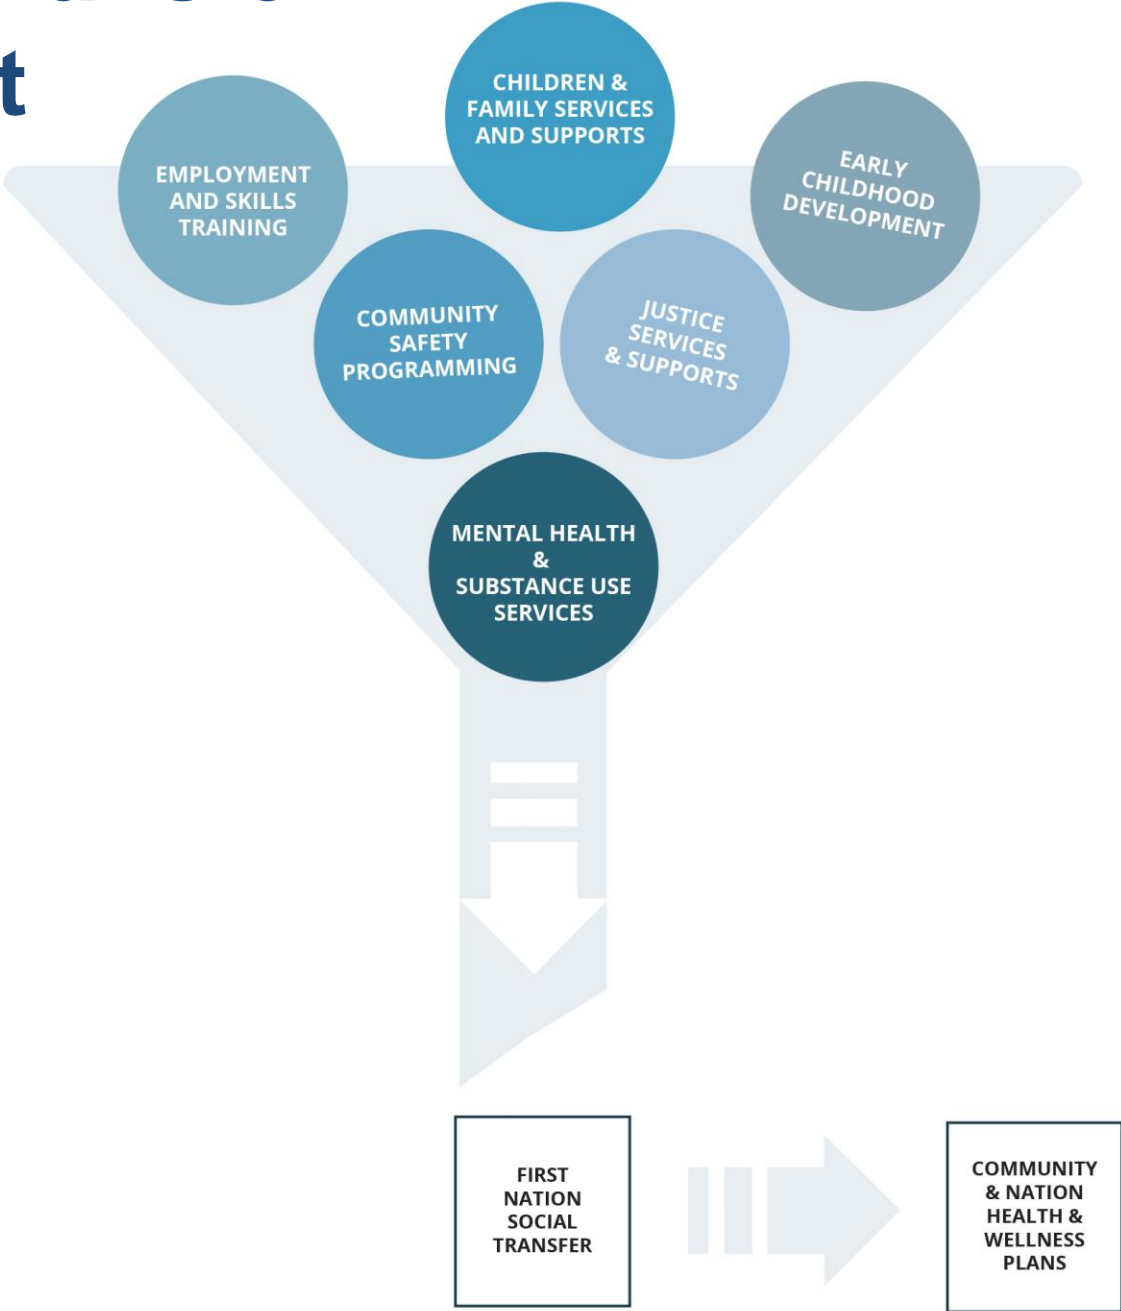 t
CHILDREN &
FAMILY SERVICES
AND SUPPORTS
EMPLOYMENT
AND SKILLS
TRAINING
EARLY
CHILDHOOD
DEVELOPMENT
COMMUNITY
SAFETY
PROGRAMMING
JUSTICE
SERVICES
& SUPPORTS
MENTAL HEALTH
&
SUBSTANCE USE
SERVICES
FIRST
NATION
SOCIAL
TRANSFER
COMMUNITY
& NATION
HEALTH &
WELLNESS
PLANS